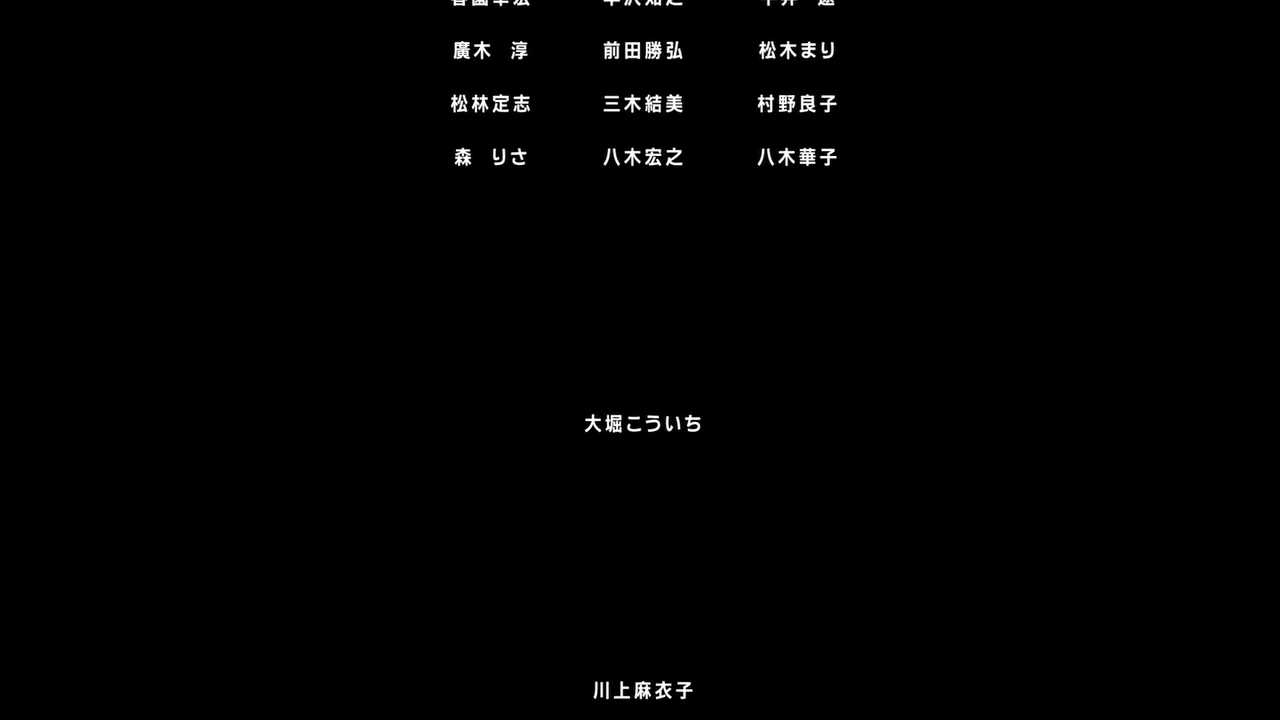 廣木　淳　前田勝弘　松木まり
松林定志　三木結美　村野良子
森　りさ　八木宏之　八木華子
大堀こういち
川上麻衣子